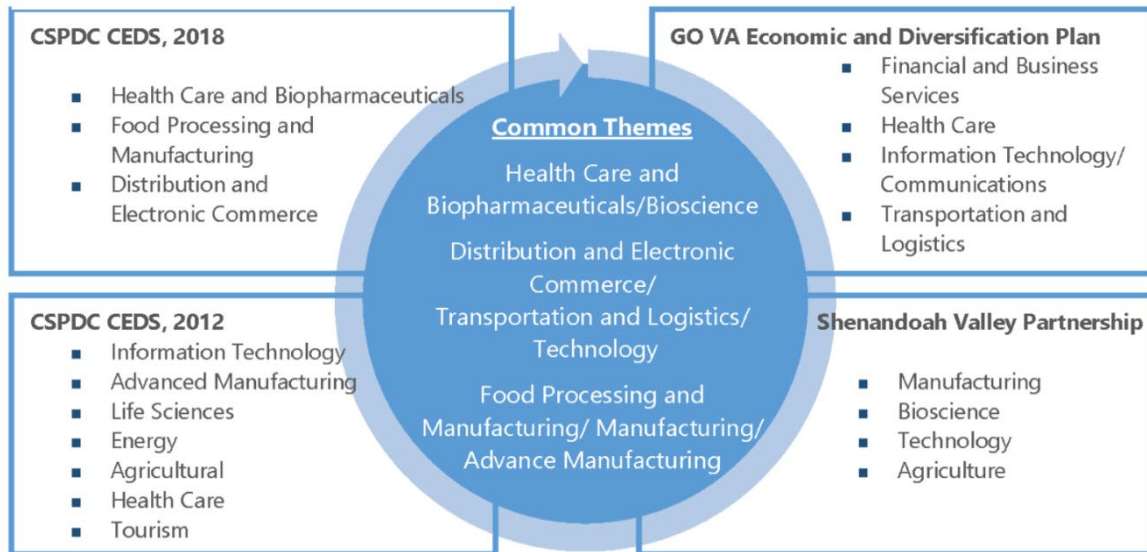 CSPDC CEDS, 2018
Health Care and Biopharmaceuticals
Food Processing and
Manufacturing
Distribution and
Electronic Commerce
GO VA Economic and Diversification Plan
Financial and Business
Services
Health Care
Information Technology/
Communications
Transportation and
Logistics
Common Themes
Health Care and
Biopharmaceuticals/Bioscience
Distribution and Electronic
Commerce/
Transportation and Logistics/
Technology
Food Processing and
Manufacturing/ Manufacturing/
Advance Manufacturing
CSPDC CEDS, 2012
Information Technology
Advanced Manufacturing
Life Sciences
Energy
Agricultural
Health Care
Tourism
Shenandoah Valley Partnership
Manufacturing
Bioscience
Technology
Agriculture